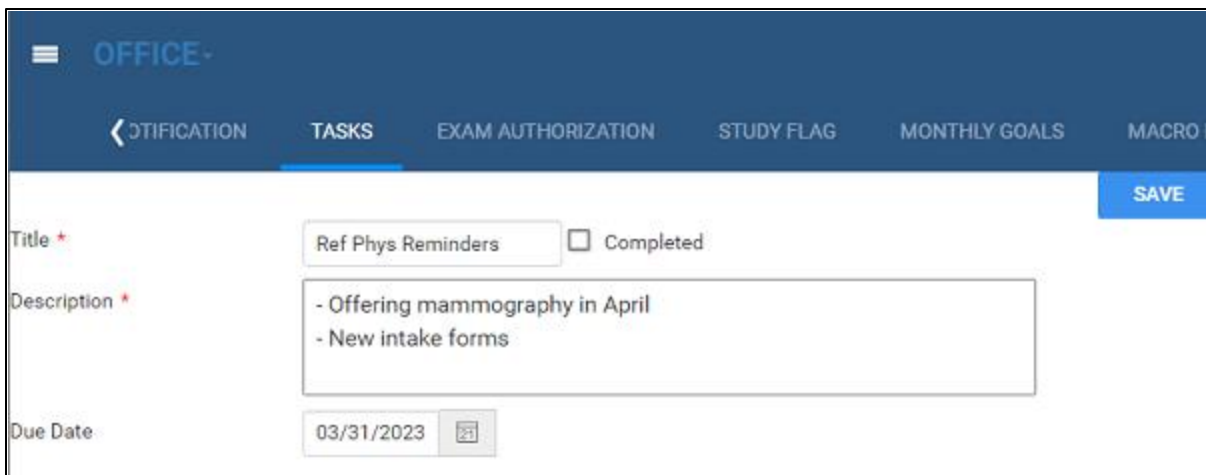 OFFICE
OTIFICATION TASKS EXAM AUTHORIZATION STUDY FLAG MONTHLY GOALS MACRO
SAVE
Title * Ref Phys Reminders Completed
Description * - Offering mammography in April
- New intake forms
Due Date 03/31/2023 21